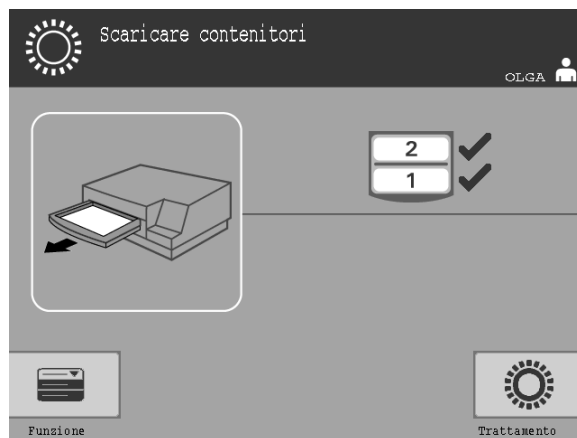 Scaricare contenitori
OLGA
2
1
Funzione
Trattamento